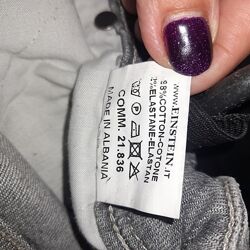 www.EINSTEIN.IT
98%COTTON-COTONE
2%ELASTANE-ELASTAN
COMM. 21.836
MADE IN ALBANIA